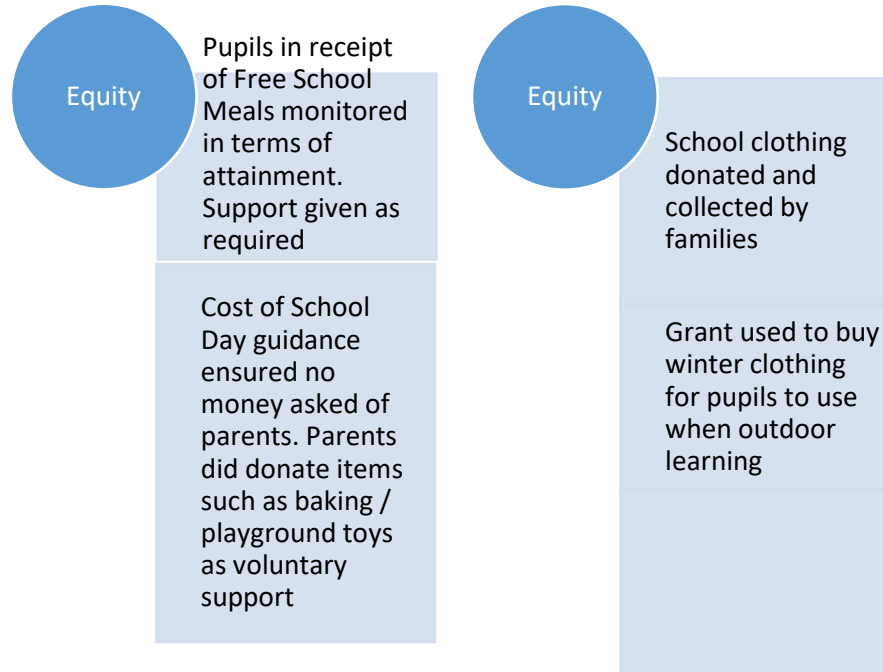 Equity
Pupils in receipt
of Free School
Meals monitored
in terms of
attainment.
Support given as
required
Cost of School
Day guidance
ensured no
money asked of
parents. Parents
did donate items
such as baking /
playground toys
as voluntary
support
Equity
School clothing
donated and
collected by
families
Grant used to buy
winter clothing
for pupils to use
when outdoor
learning